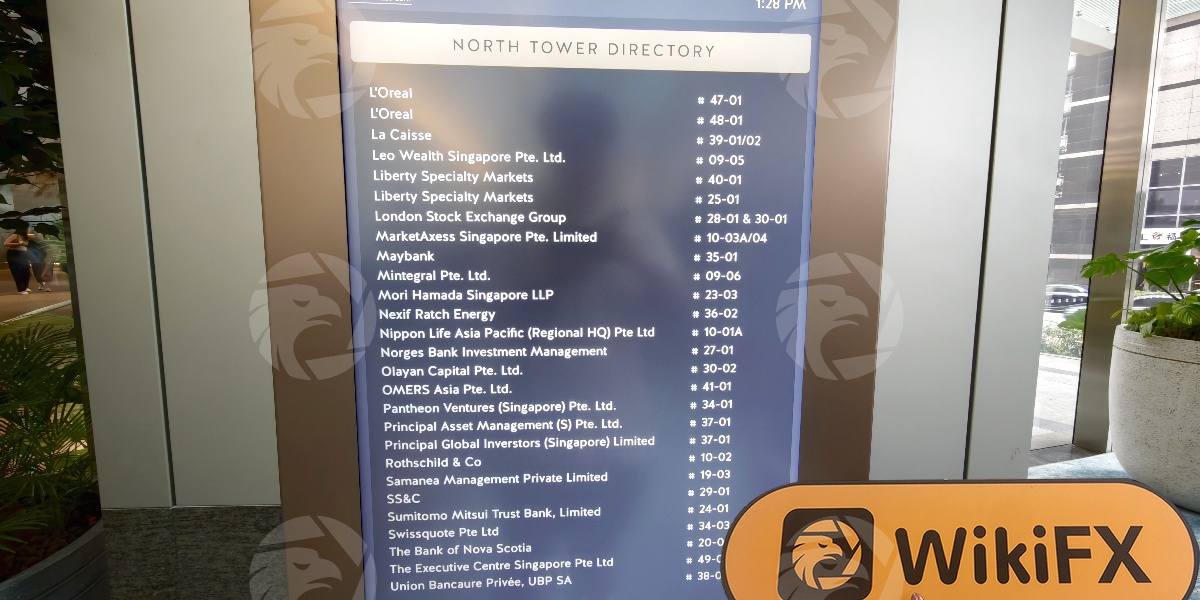 1:28 PM
NORTH TOWER DIRECTORY
L'Oreal # 47-01
L'Oreal # 48-01
La Caisse # 39-01/02
Leo Wealth Singapore Pte. Ltd. # 09-05
Liberty Specialty Markets # 40-01
Liberty Specialty Markets # 25-01
London Stock Exchange Group # 28-01 & 30-01
MarketAxess Singapore Pte. Limited # 10-03A/04
Maybank # 35-01
Mintegral Pte. Ltd. # 09-06
Mori Hamada Singapore LLP # 23-03
Nexif Ratch Energy # 36-02
Nippon Life Asia Pacific (Regional HQ) Pte Ltd # 10-01A
Norges Bank Investment Management # 27-01
Olayan Capital Pte. Ltd. # 30-02
OMERS Asia Pte. Ltd. # 41-01
Pantheon Ventures (Singapore) Pte. Ltd. # 34-01
Principal Asset Management (S) Pte. Ltd. # 37-01
Principal Global Inverstors (Singapore) Limited # 37-01
Rothschild & Co # 10-02
Samanea Management Private Limited # 19-03
SS&C # 29-01
Sumitomo Mitsui Trust Bank, Limited # 24-01
Swissquote Pte Ltd # 34-03
The Bank of Nova Scotia # 20-0
The Executive Centre Singapore Pte Ltd # 49-
Union Bancaure Privée, UBP SA # 38-0
WikiFX